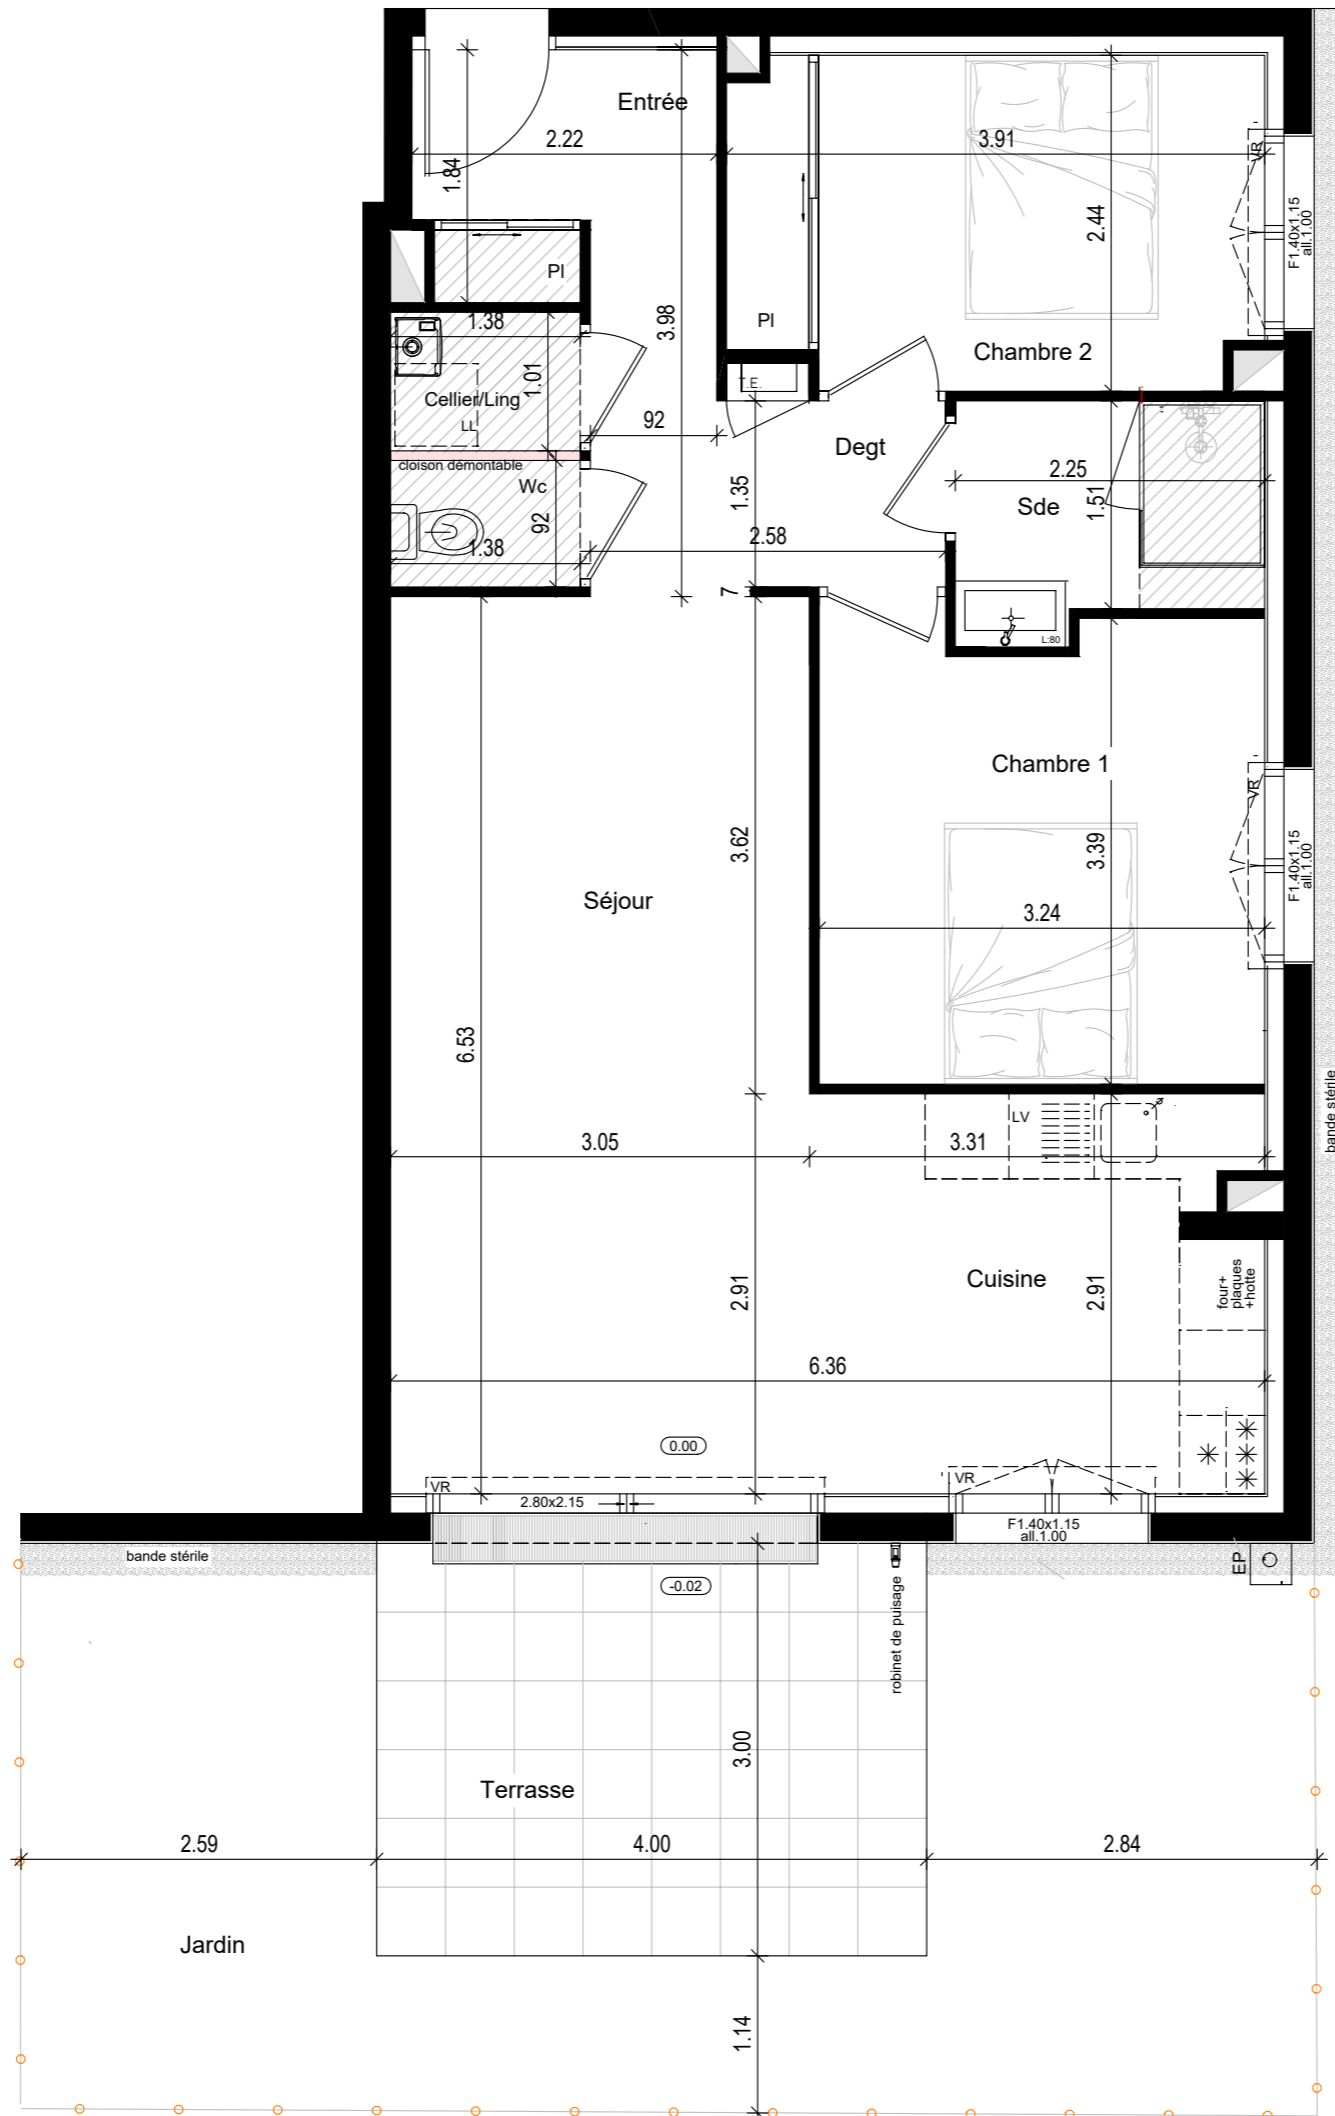 Entrée
2.22
3.91
1.84
2.44
VR
F1.40x1.15
all.1.00
Pl
3.98
Pl
1.38
Chambre 2
1.01
T.E.
Cellier/Ling
LL
92
Degt
cloison démontable
Wc
92
1.35
2.25
1.51
Sde
1.38
2.58
7
L:80
Chambre 1
VR
F1.40x1.15
all.1.00
3.62
3.39
Séjour
3.24
6.53
bande stérile
LV
3.05
3.31
Cuisine
four+
plaques
+hotte
2.91
2.91
6.36
0.00
VR
2.80x2.15
VR
F1.40x1.15
all.1.00
bande stérile
-0.02
EP
robinet de puisage
3.00
Terrasse
2.59
4.00
2.84
Jardin
1.14